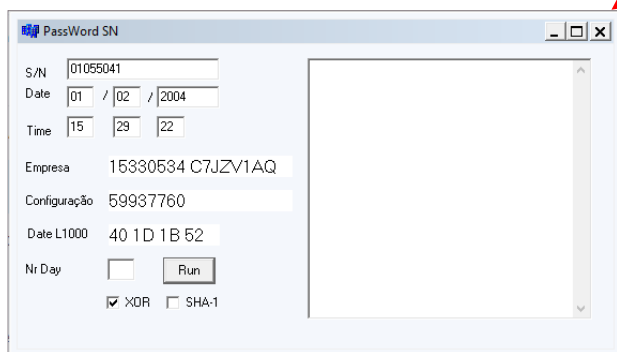 PassWord SN
S/N 01055041
Date 01 / 02 / 2004
Time 15 29 22
Empresa 15330534 C7JZV1AQ
Configuração 59937760
Date L1000 40 1D 1B 52
Nr Day Run
XOR SHA-1